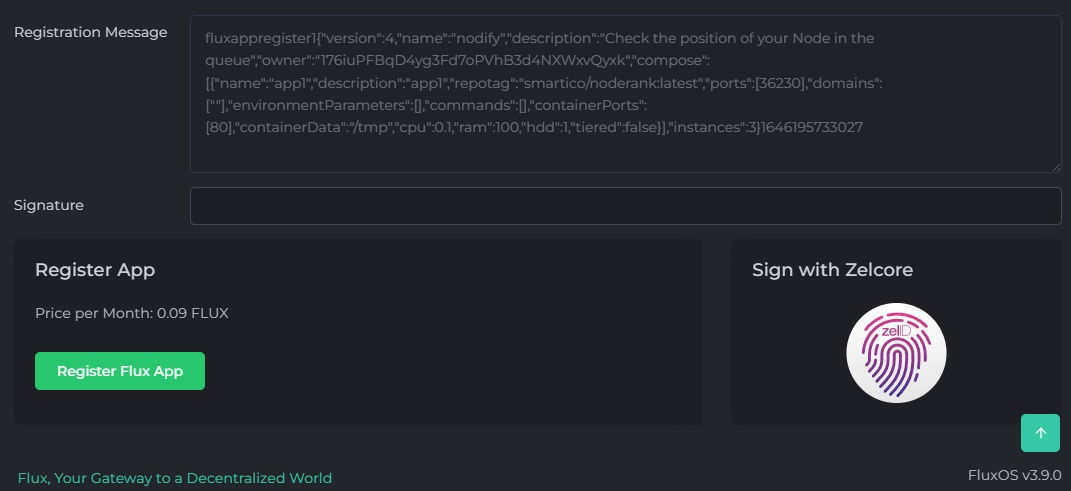 Registration Message
fluxappregister1{"version":4,"name":"nodify","description":"Check the position of your Node in the
queue","owner":"176iuPFBqD4yg3Fd7oPVhB3d4NXWxvQyxk","compose":
[{"name":"app1","description":"app1","repotag":"smartico/noderank:latest","ports":[36230],"domains":
[""],"environmentParameters":[],"commands":[],"containerPorts":
[80],"containerData":"/tmp","cpu":0.1,"ram":100,"hdd":1,"tiered":false}],"instances":3}1646195733027
Signature
Register App
Price per Month: 0.09 FLUX
Register Flux App
Sign with Zelcore
zelID
Flux, Your Gateway to a Decentralized World
FluxOS v3.9.0